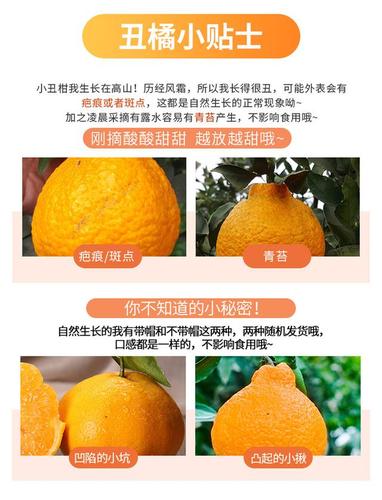 丑橘小贴士
小丑柑我生长在高山！历经风霜，所以我长得很丑，可能外表会有
疤痕或者斑点，这都是自然生长的正常现象呦~
加之凌晨采摘有露水容易有青苔产生，不影响食用哦~
刚摘酸酸甜甜 越放越甜哦~
疤痕/斑点
青苔
你不知道的小秘密！
自然生长的我有带帽和不带帽这两种，两种随机发货哦，
口感都是一样的，不影响食用哦~
凹陷的小坑
凸起的小揪